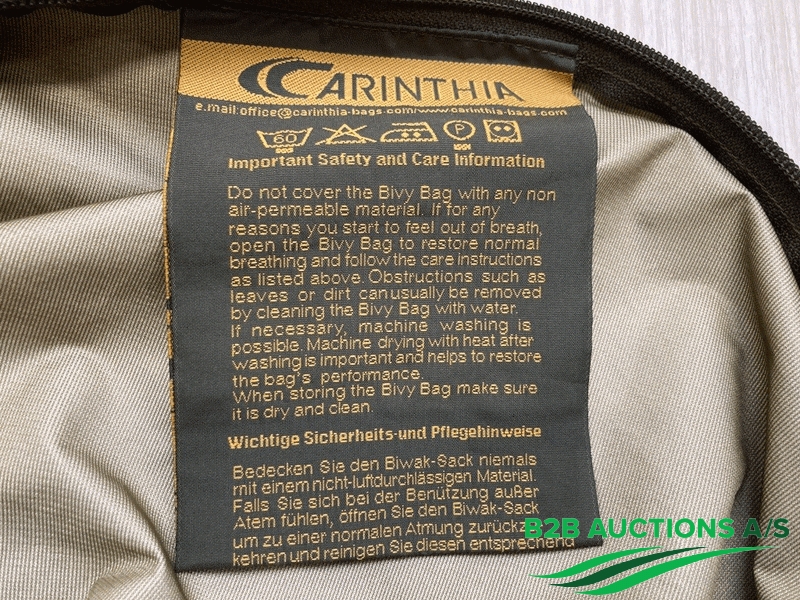 CARINTHIA
e.mail:office@carinthia-bags.com/www.carinthia-bags.com
60 P
Important Safety and Care Information
Do not cover the Bivy Bag with any non
air-permeable material. If for any
reasons you start to feel out of breath,
open the Bivy Bag to restore normal
breathing and follow the care instructions
as listed above. Obstructions such as
leaves or dirt can usually be removed
by cleaning the Bivy Bag with water.
If necessary, machine washing is
possible. Machine drying with heat after
washing is important and helps to restore
the bag's performance.
When storing the Bivy Bag make sure
it is dry and clean.
Wichtige Sicherheits-und Pflegehinweise
Bedecken Sie den Biwak-Sack niemals
mit einem nicht-luftdurchlässigen Material.
Falls Sie sich bei der Benützung außer
Atem fühlen, öffnen Sie den Biwak-Sack
um zu einer normalen Atmung zurückz
kehren und reinigen Sie diesen entsprechend
B2B AUCTIONS A/S